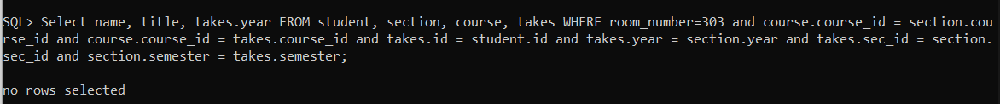 SQL> Select name, title, takes.year FROM student, section, course, takes WHERE room_number=303 and course.course_id = section.cou
rse_id and course.course_id = takes.course_id and takes.id = student.id and takes.year = section.year and takes.sec_id = section.
sec_id and section.semester = takes.semester;
no rows selected